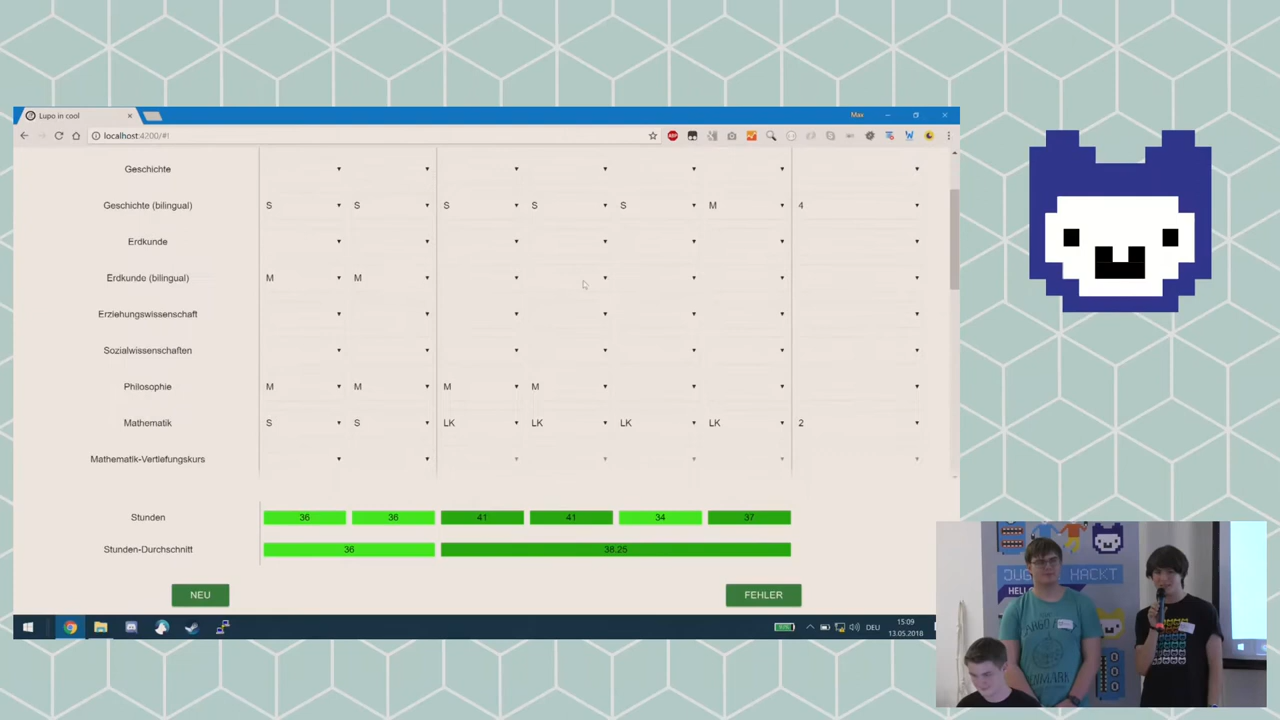 Lupo in cool
Max
localhost:4200/#!
Geschichte
Geschichte (bilingual) S S S S S M 4
Erdkunde
Erdkunde (bilingual) M M
Erziehungswissenschaft
Sozialwissenschaften
Philosophie M M M M
Mathematik S S LK LK LK LK 2
Mathematik-Vertiefungskurs
Stunden 36 36 41 41 34 37
Stunden-Durchschnitt 36 38.25
NEU FEHLER
DEU 15:09
13.05.2018
HACKT
HELLO